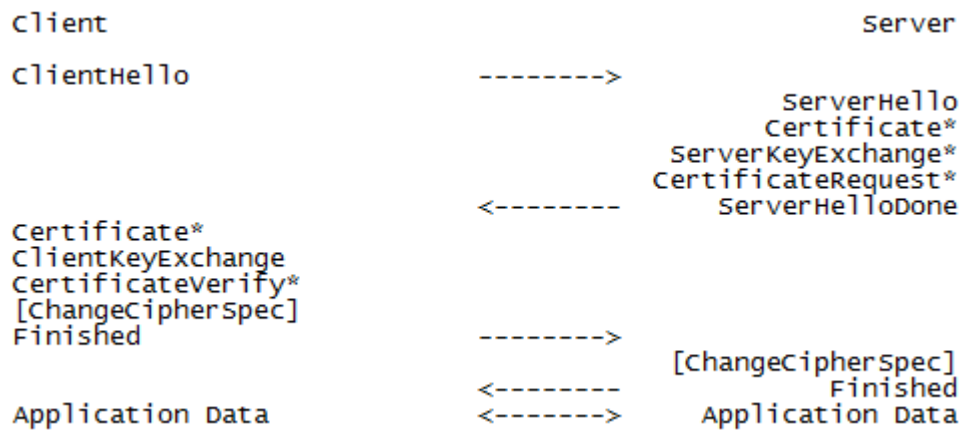 Client                                               Server

ClientHello                  -------->
                                                ServerHello
                                               Certificate*
                                         ServerKeyExchange*
                                        CertificateRequest*
                             <--------      ServerHelloDone
Certificate*
ClientKeyExchange
CertificateVerify*
[ChangeCipherSpec]
Finished                     -------->
                                         [ChangeCipherSpec]
                             <--------             Finished
Application Data             <------->     Application Data